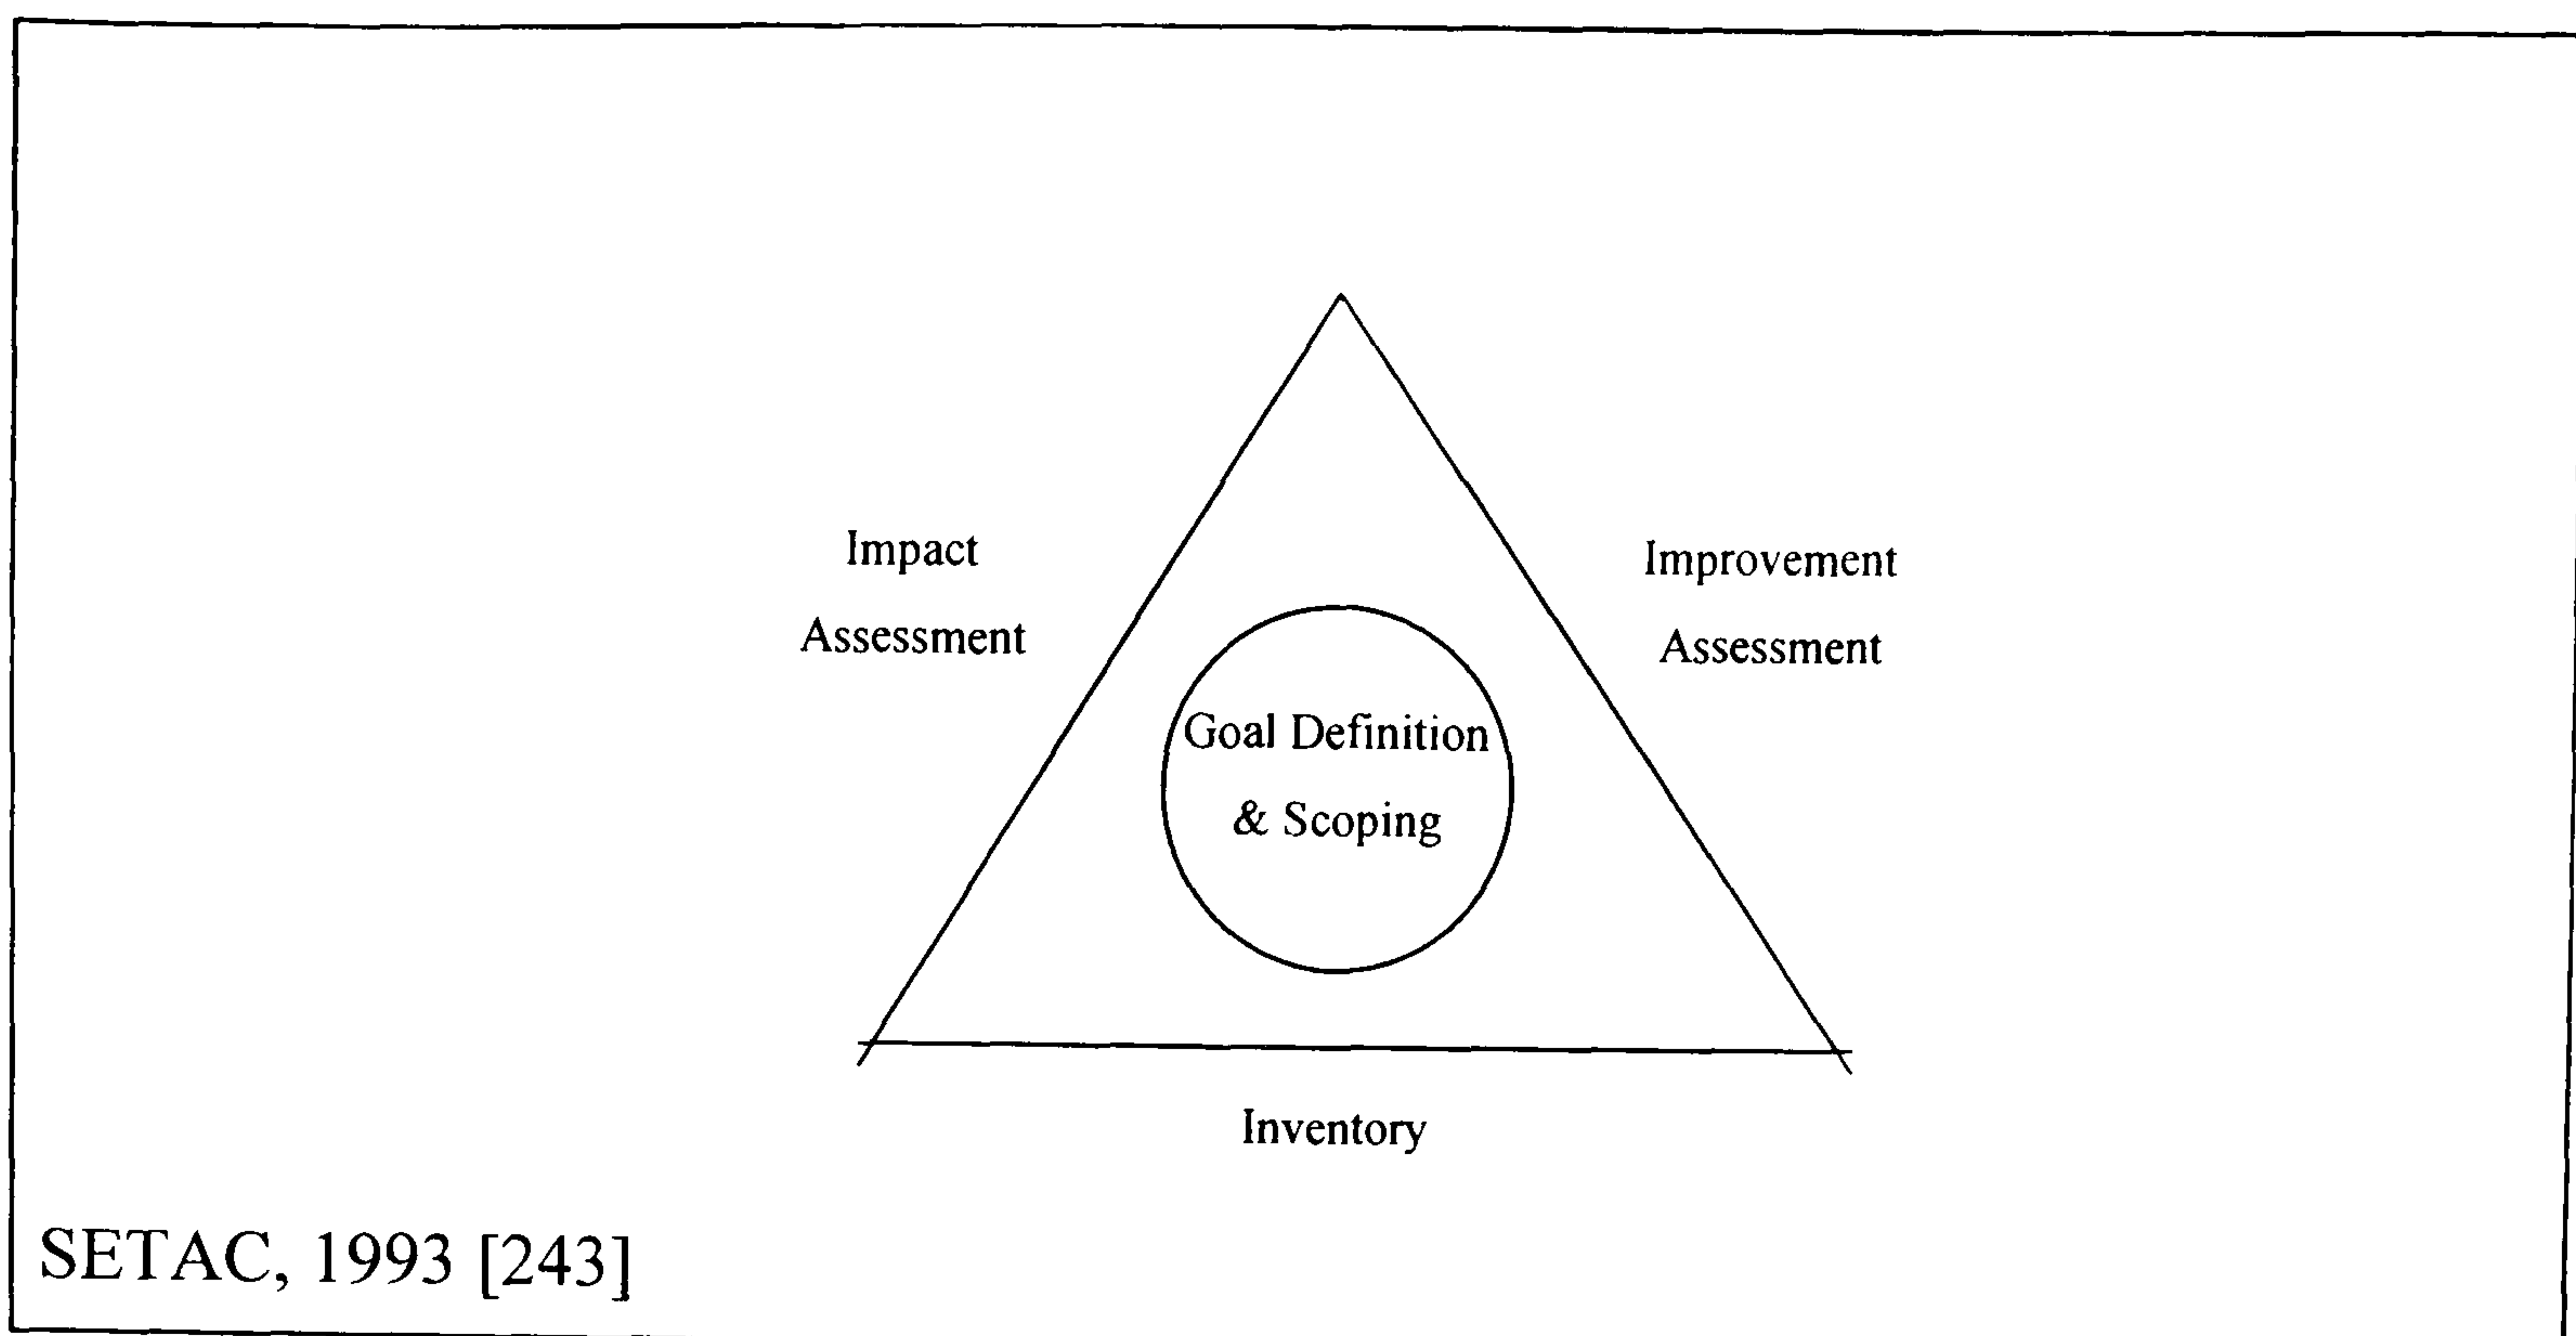 Impact
Assessment
Improvement
Assessment
Goal Definition
& Scoping
Inventory
SETAC, 1993 [243]